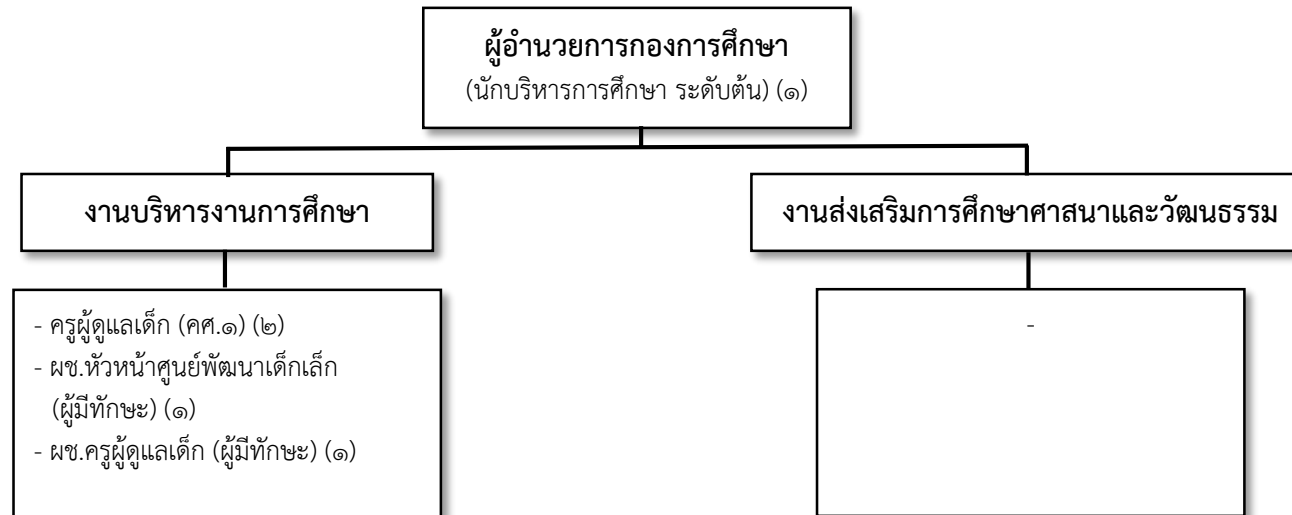 ผู้อำนวยการกองการศึกษา
(นักบริหารการศึกษา ระดับต้น) (๑)
งานบริหารงานการศึกษา
งานส่งเสริมการศึกษาศาสนาและวัฒนธรรม
- ครูผู้ดูแลเด็ก (คศ.๑) (๒)
- ผช.หัวหน้าศูนย์พัฒนาเด็กเล็ก
(ผู้มีทักษะ) (๑)
- ผช.ครูผู้ดูแลเด็ก (ผู้มีทักษะ) (๑)
-